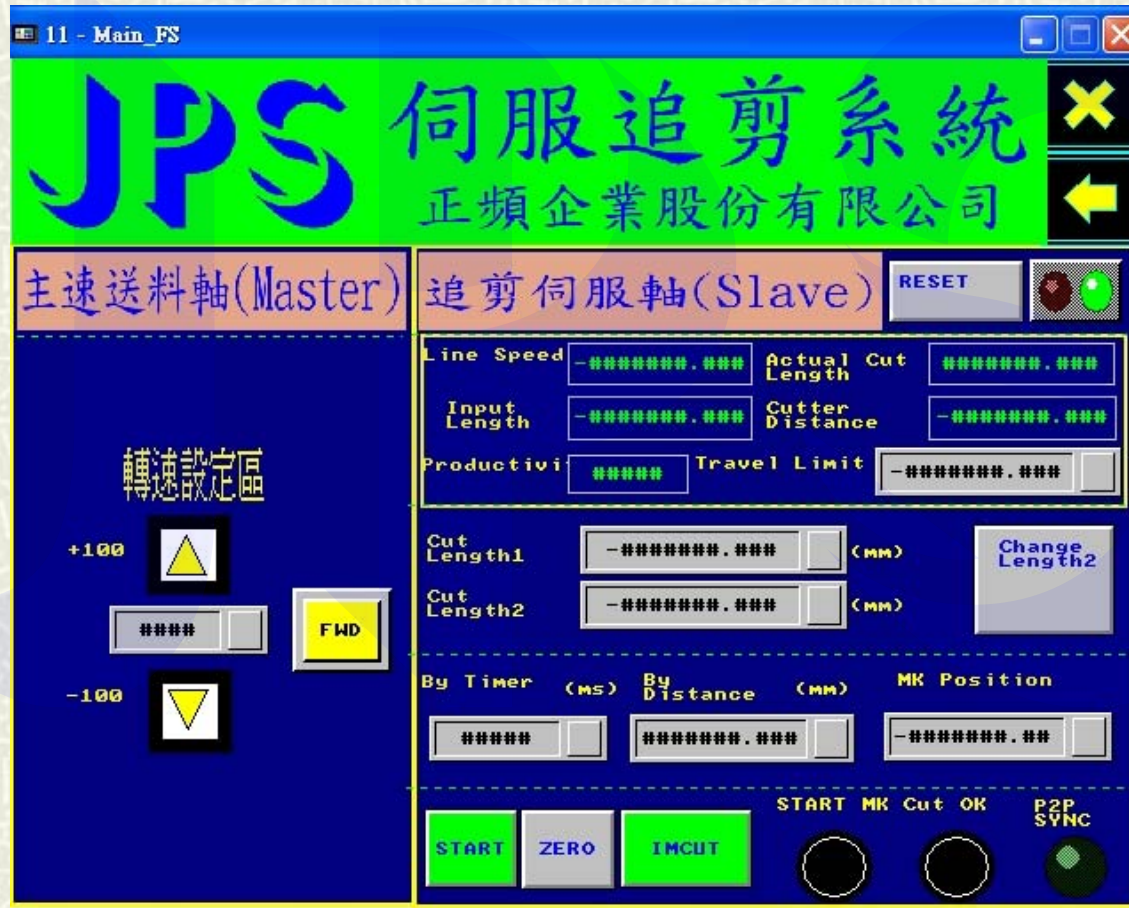 11 - Main_FS
JPS
伺服追剪系統
正頻企業股份有限公司
主速送料軸(Master)
追剪伺服軸(Slave)
RESET
Line Speed
-#######.###
Actual Cut
Length
#######.###
Input
Length
-#######.###
Cutter
Distance
-#######.###
Productivi
#####
Travel Limit
-#######.###
轉速設定區
+100
####
FWD
-100
Cut
Length1
-#######.###
(mm)
Change
Length2
Cut
Length2
-#######.###
(mm)
By Timer
(ms)
By
Distance
(mm)
MK Position
#####
#######.###
-#######.##
START
ZERO
IMCUT
START MK Cut OK
P2P
SYNC